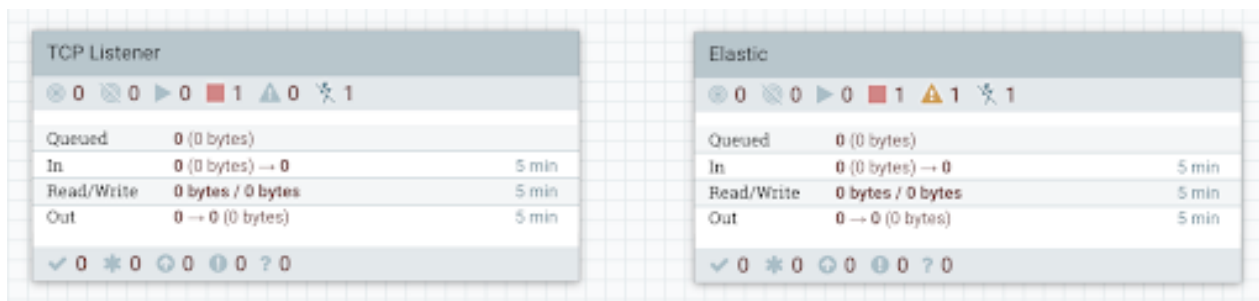 TCP Listener
0 0 0 1 0 1
Queued 0 (0 bytes)
In 0 (0 bytes) → 0 5 min
Read/Write 0 bytes / 0 bytes 5 min
Out 0 → 0 (0 bytes) 5 min
0 0 0 0 ? 0
Elastic
0 0 0 1 1 1
Queued 0 (0 bytes)
In 0 (0 bytes) → 0 5 min
Read/Write 0 bytes / 0 bytes 5 min
Out 0 → 0 (0 bytes) 5 min
0 0 0 0 ? 0